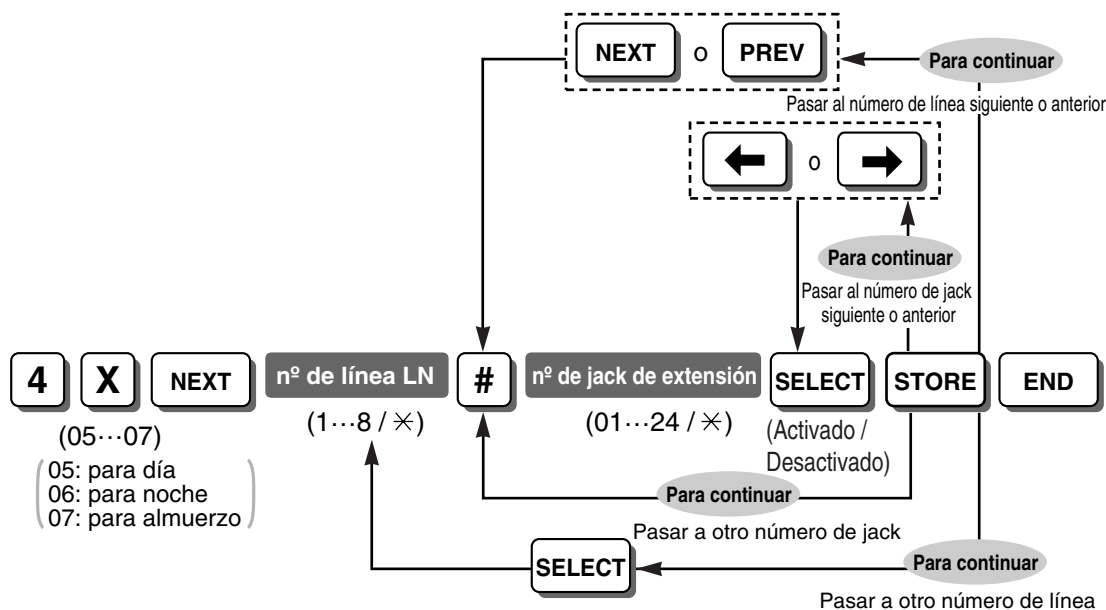 NEXT o PREV
Para continuar
Pasar al número de línea siguiente o anterior
← o →
Para continuar
Pasar al número de jack
siguiente o anterior
4 X NEXT nº de línea LN # nº de jack de extensión SELECT STORE END
(05···07)
(1···8 / ✳)
(01···24 / ✳)
(Activado /
Desactivado)
05: para día
06: para noche
07: para almuerzo
Para continuar
Pasar a otro número de jack
SELECT
Para continuar
Pasar a otro número de línea